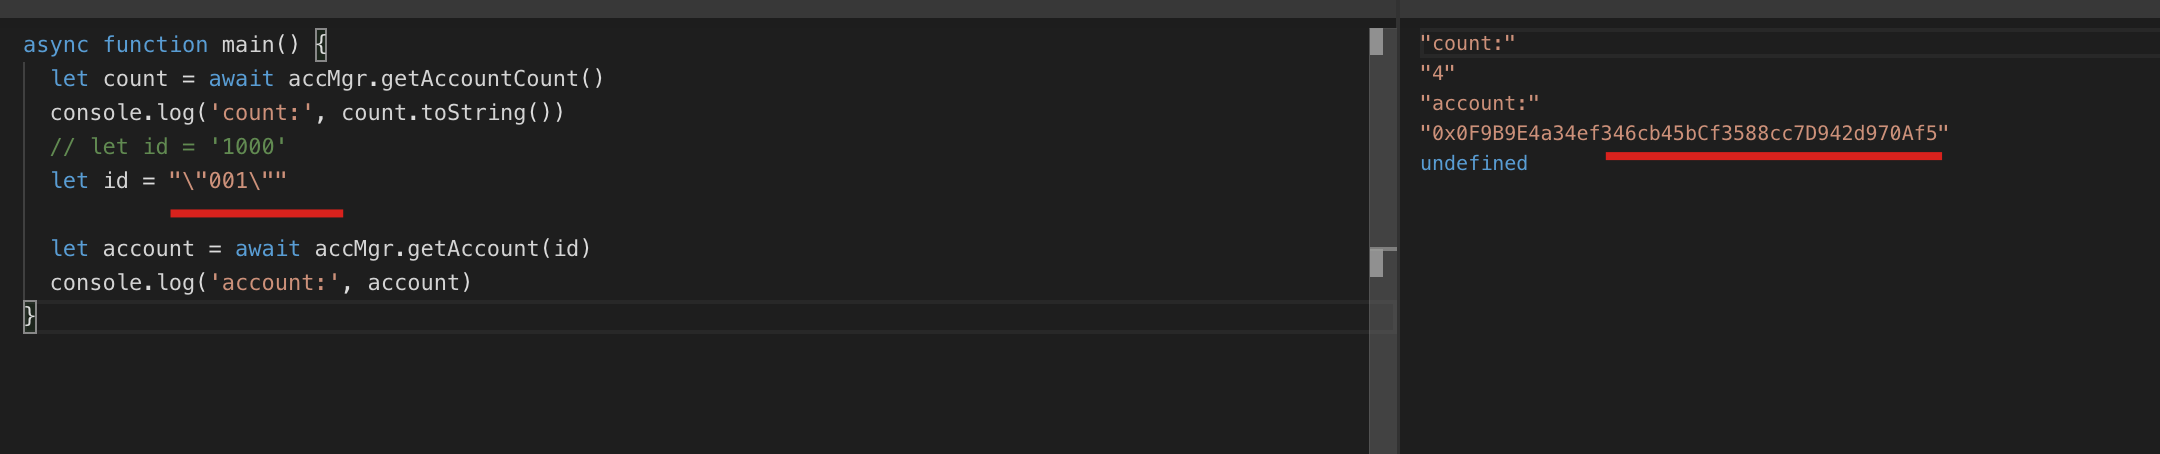 async function main() {
let count = await accMgr.getAccountCount()
console.log('count:', count.toString())
// let id = '1000'
let id = "\"001\""
let account = await accMgr.getAccount(id)
console.log('account:', account)
}
"count:"
"4"
"account:"
"0x0F9B9E4a34ef346cb45bCf3588cc7D942d970Af5"
undefined